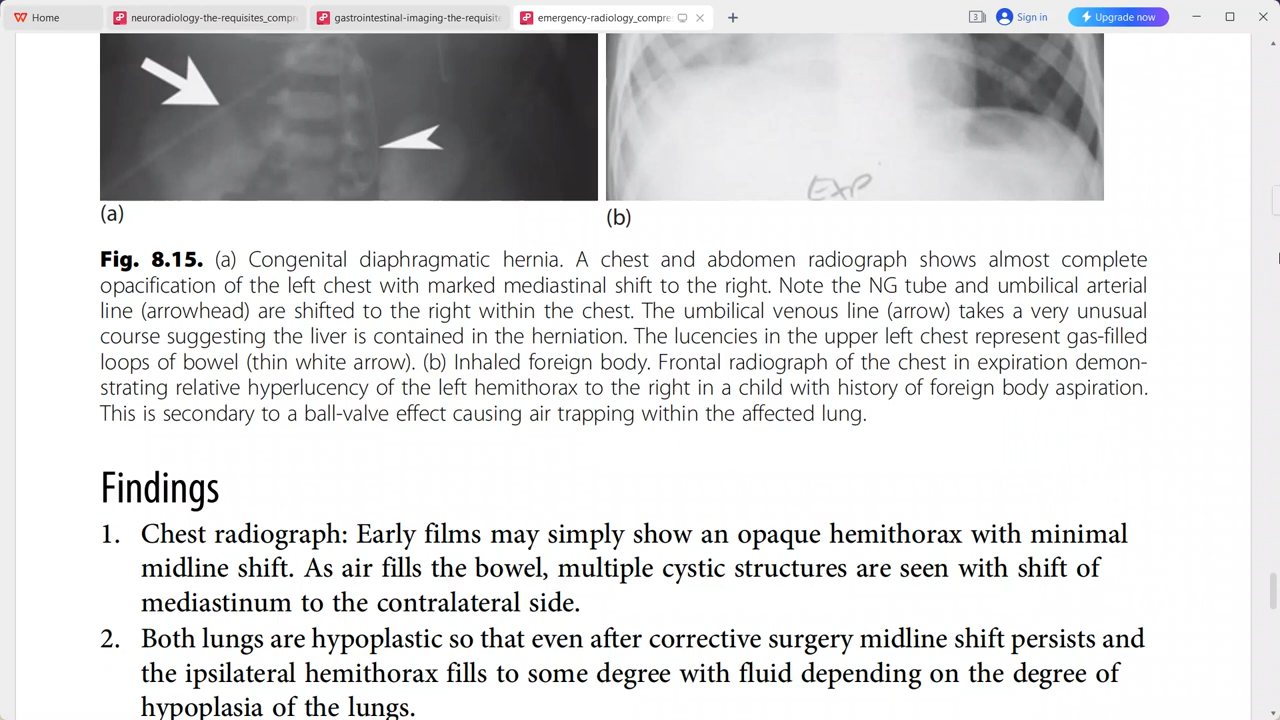 Home
neuroradiology-the-requisites_compr
gastrointestinal-imaging-the-requisite
emergency-radiology_compre
3
Sign in
Upgrade now
EXP
(a)
(b)
Fig. 8.15. (a) Congenital diaphragmatic hernia. A chest and abdomen radiograph shows almost complete
opacification of the left chest with marked mediastinal shift to the right. Note the NG tube and umbilical arterial
line (arrowhead) are shifted to the right within the chest. The umbilical venous line (arrow) takes a very unusual
course suggesting the liver is contained in the herniation. The lucencies in the upper left chest represent gas-filled
loops of bowel (thin white arrow). (b) Inhaled foreign body. Frontal radiograph of the chest in expiration demon-
strating relative hyperlucency of the left hemithorax to the right in a child with history of foreign body aspiration.
This is secondary to a ball-valve effect causing air trapping within the affected lung.
Findings
1. Chest radiograph: Early films may simply show an opaque hemithorax with minimal
midline shift. As air fills the bowel, multiple cystic structures are seen with shift of
mediastinum to the contralateral side.
2. Both lungs are hypoplastic so that even after corrective surgery midline shift persists and
the ipsilateral hemithorax fills to some degree with fluid depending on the degree of
hypoplasia of the lungs.